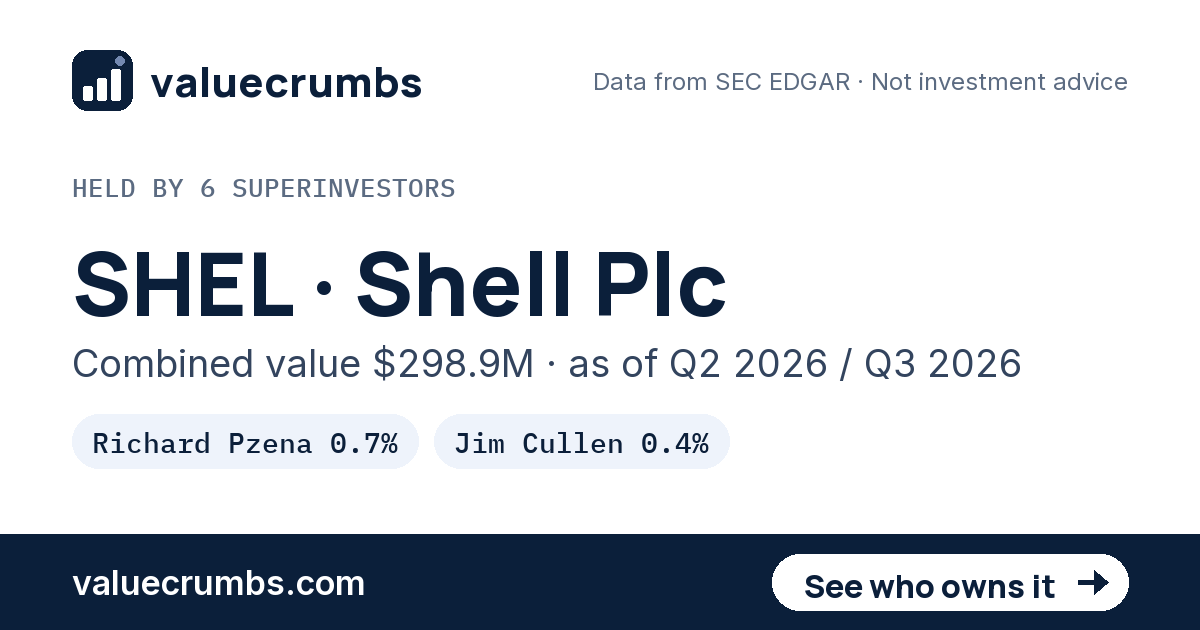 valuecrumbs
Data from SEC EDGAR · Not investment advice
HELD BY 6 SUPERINVESTORS
SHEL · Shell Plc
Combined value $298.9M · as of Q2 2026 / Q3 2026
Richard Pzena 0.7% Jim Cullen 0.4%
valuecrumbs.com
See who owns it →